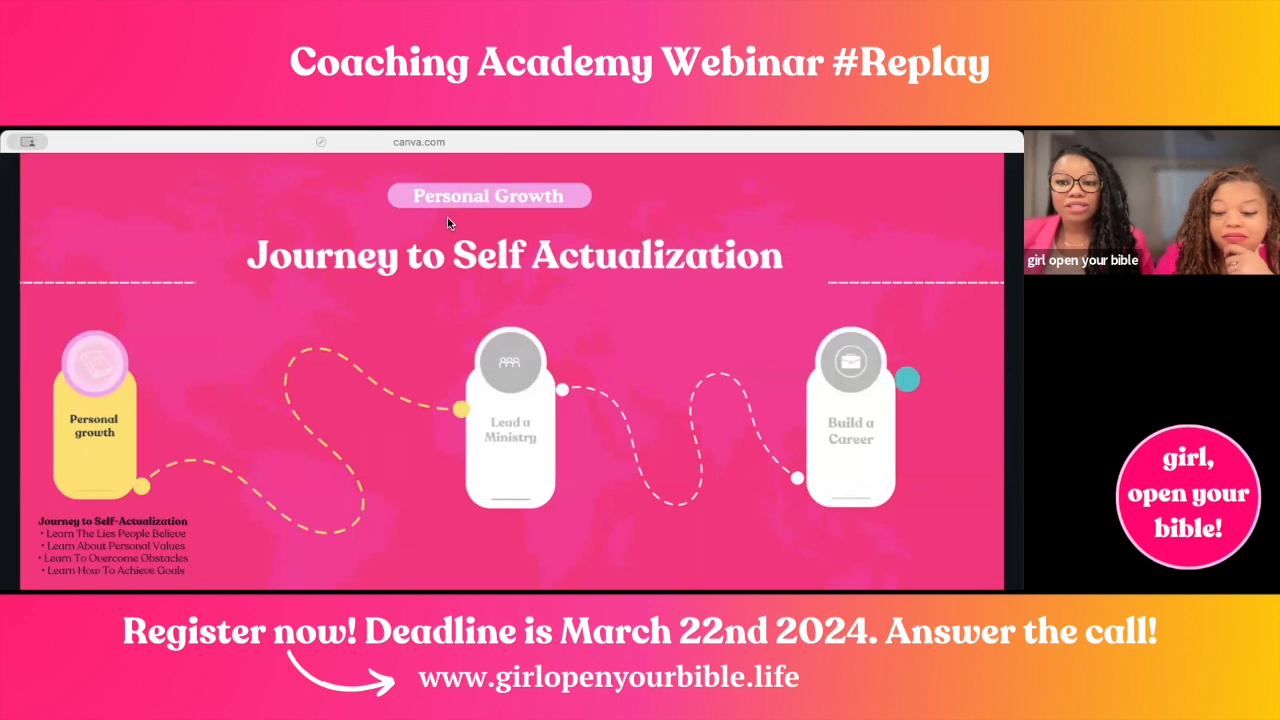 Coaching Academy Webinar #Replay
canva.com
Personal Growth
Journey to Self Actualization
Personal
growth
Lead a
Ministry
Build a
Career
Journey to Self-Actualization
• Learn The Lies People Believe
• Learn About Personal Values
• Learn To Overcome Obstacles
• Learn How To Achieve Goals
girl open your bible
girl,
open your
bible!
Register now! Deadline is March 22nd 2024. Answer the call!
www.girlopenyourbible.life